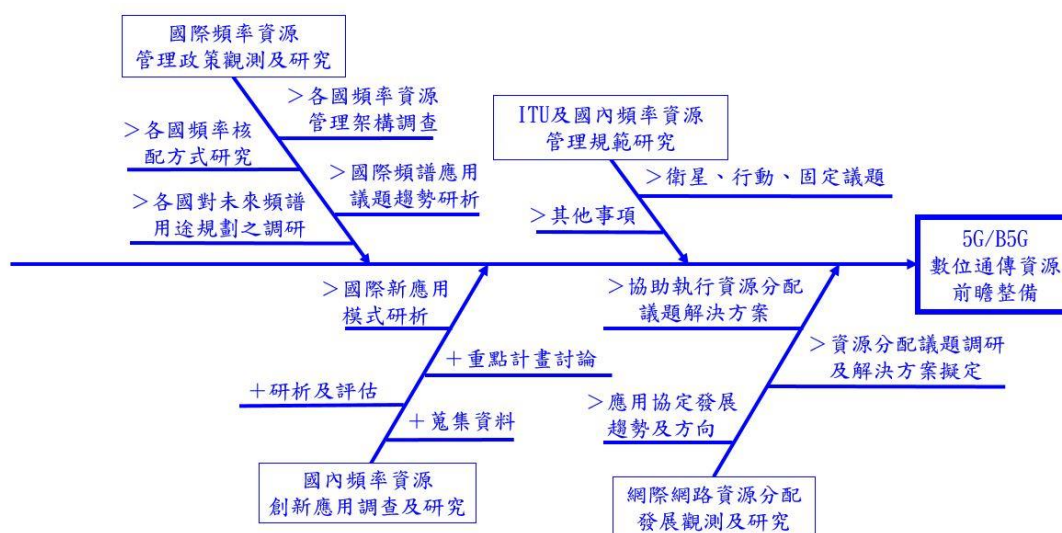 國際頻率資源
管理政策觀測及研究
＞各國頻率資源
管理架構調查
＞各國頻率核
配方式研究
＞國際頻譜應用
議題趨勢研析
＞各國對未來頻譜
用途規劃之調研
ITU及國內頻率資源
管理規範研究
＞衛星、行動、固定議題
＞其他事項
5G/B5G
數位通傳資源
前瞻整備
＞國際新應用
模式研析
＋重點計畫討論
＋研析及評估
＋蒐集資料
國內頻率資源
創新應用調查及研究
＞協助執行資源分配
議題解決方案
＞資源分配議題調研
及解決方案擬定
＞應用協定發展
趨勢及方向
網際網路資源分配
發展觀測及研究